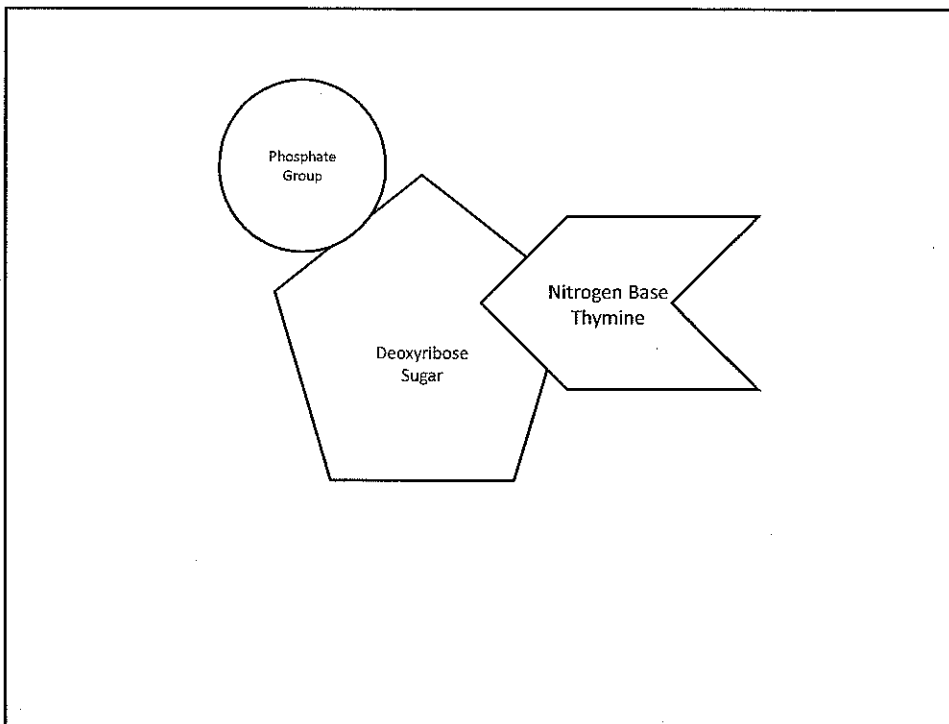 Phosphate
Group
Nitrogen Base
Thymine
Deoxyribose
Sugar